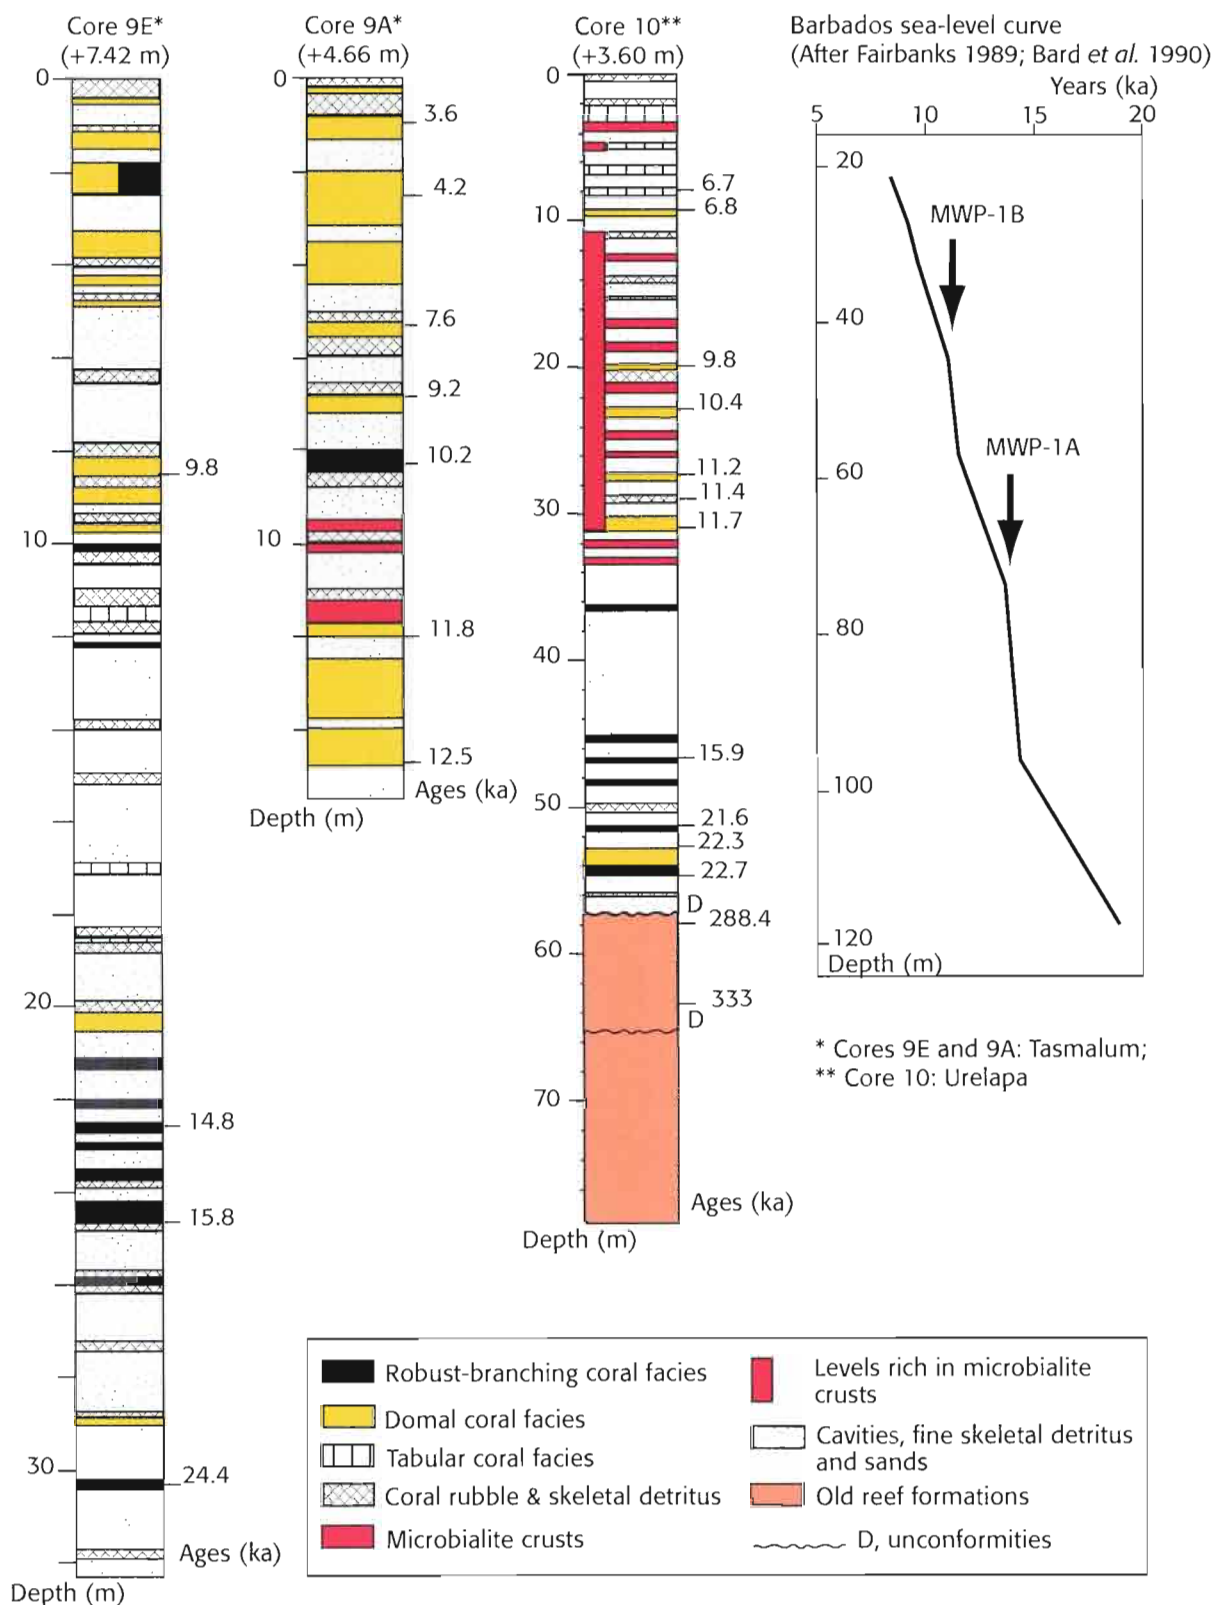 Core 9E*
(+7.42 m)
0
9.8
10
20
14.8
15.8
30
24.4
Ages (ka)
Depth (m)
Core 9A*
(+4.66 m)
0
3.6
4.2
7.6
9.2
10.2
10
11.8
12.5
Ages (ka)
Depth (m)
Core 10**
(+3.60 m)
0
6.7
6.8
10
20
9.8
10.4
11.2
11.4
30
11.7
40
15.9
50
21.6
22.3
22.7
D
288.4
60
333
D
70
Ages (ka)
Depth (m)
Barbados sea-level curve
(After Fairbanks 1989; Bard et al. 1990)
Years (ka)
5 10 15 20
20
MWP-1B
40
MWP-1A
60
80
100
120
Depth (m)
* Cores 9E and 9A: Tasmalum;
** Core 10: Urelapa
Robust-branching coral facies
Domal coral facies
Tabular coral facies
Coral rubble & skeletal detritus
Microbialite crusts
Levels rich in microbialite
crusts
Cavities, fine skeletal detritus
and sands
Old reef formations
D, unconformities